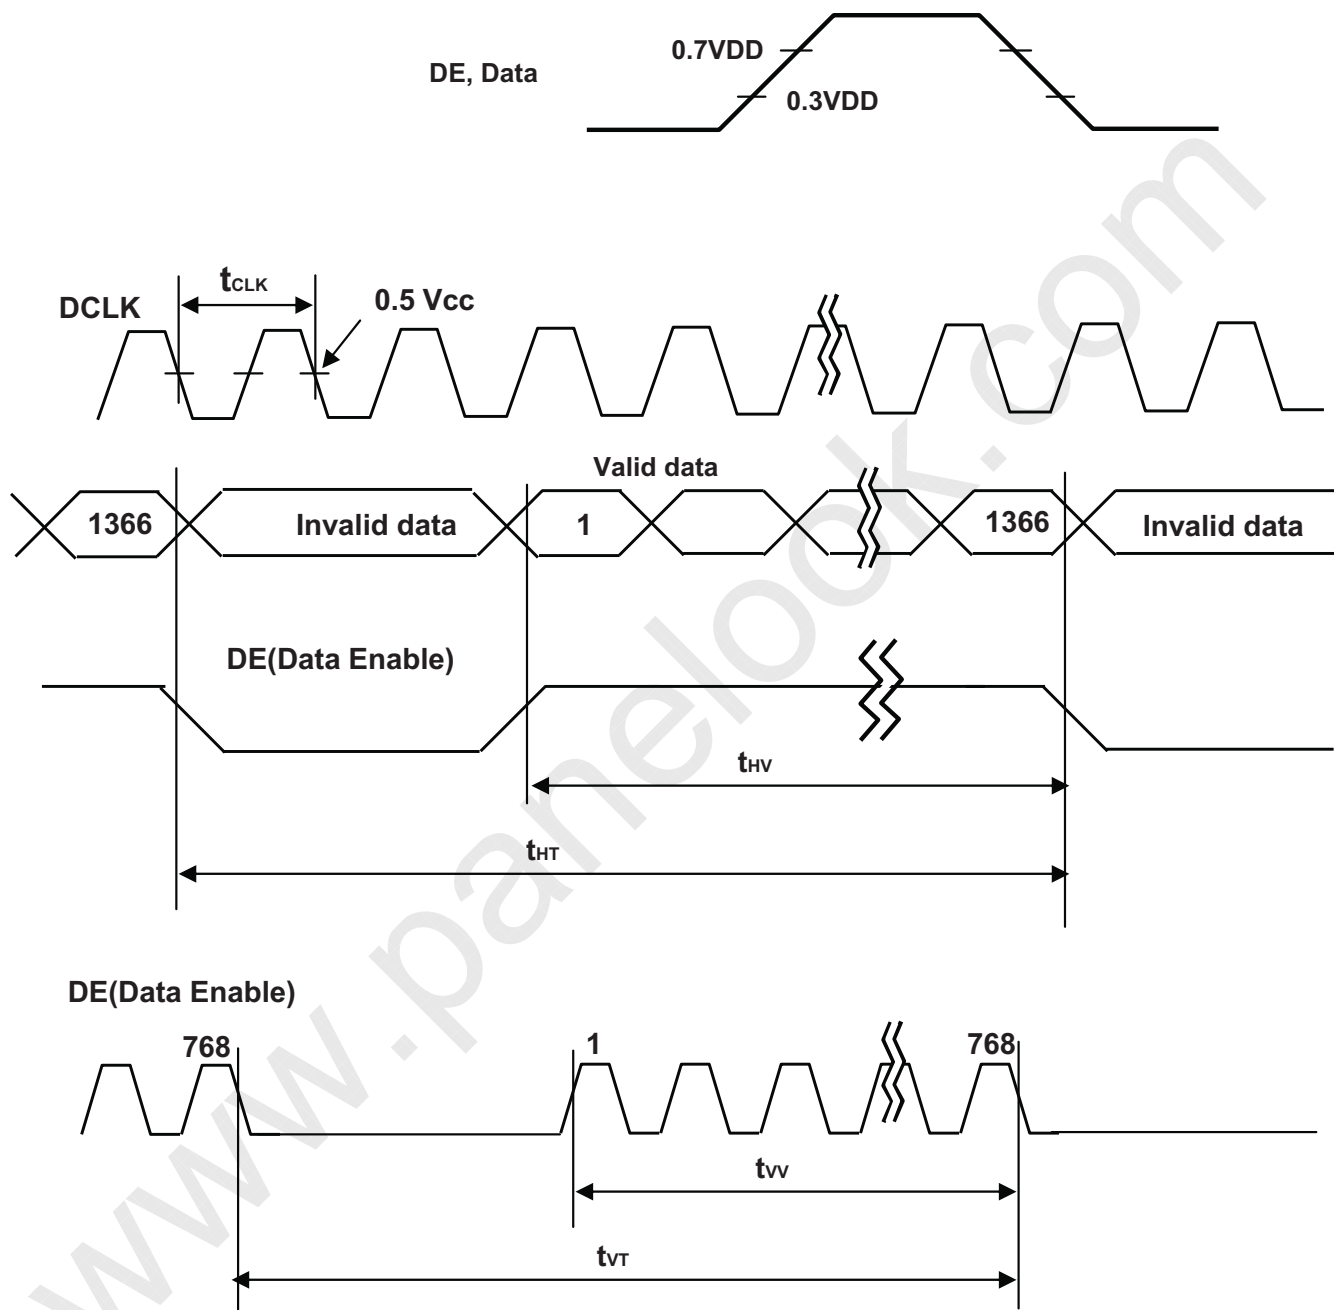 0.7VDD
DE, Data
0.3VDD
tCLK
DCLK
0.5 Vcc
Valid data
1366
Invalid data
1
1366
Invalid data
DE(Data Enable)
tHV
tHT
DE(Data Enable)
768
1
768
tVV
tVT
www.panelook.com